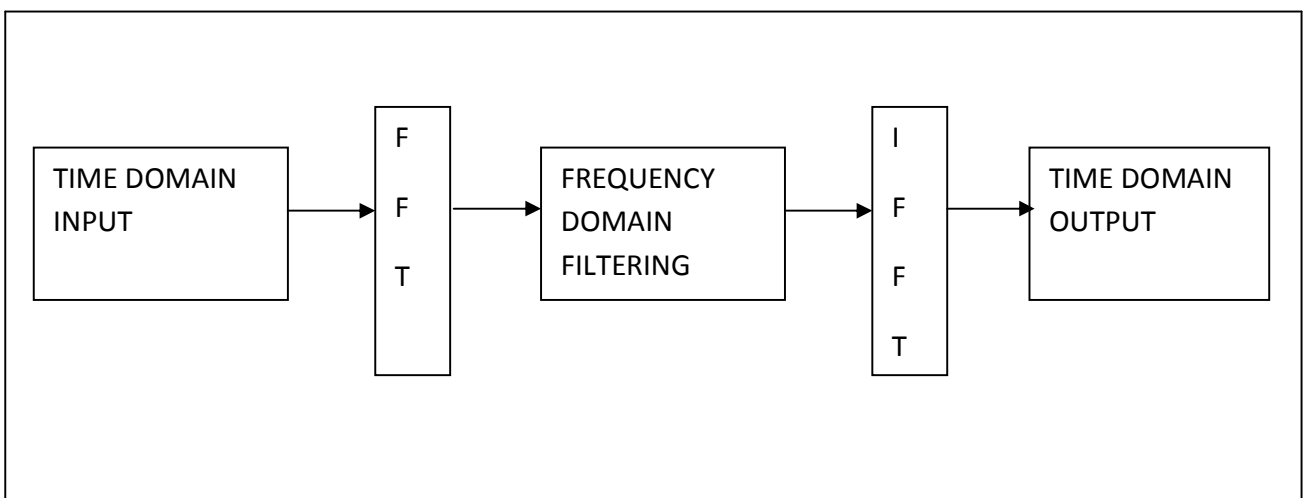 TIME DOMAIN
INPUT
F
F
T
FREQUENCY
DOMAIN
FILTERING
I
F
F
T
TIME DOMAIN
OUTPUT